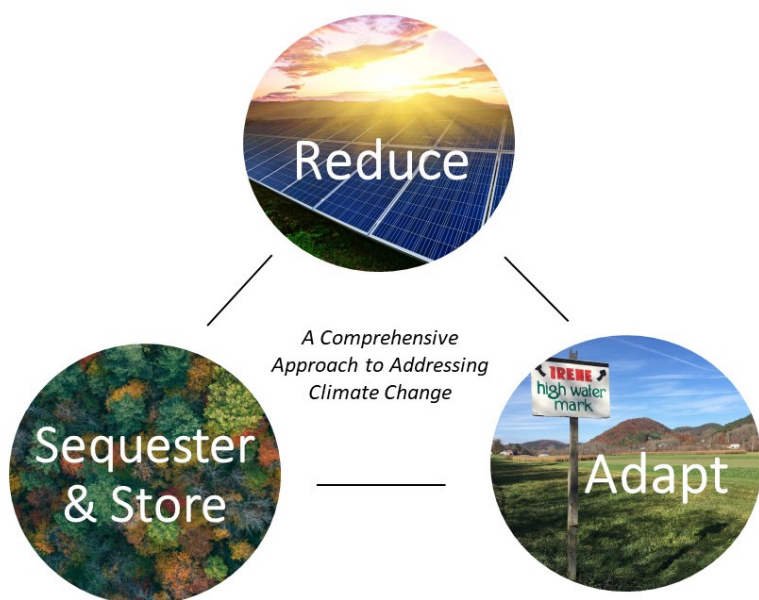 Reduce
A Comprehensive
Approach to Addressing
Climate Change
Sequester
& Store
IRENE
high water
mark
Adapt